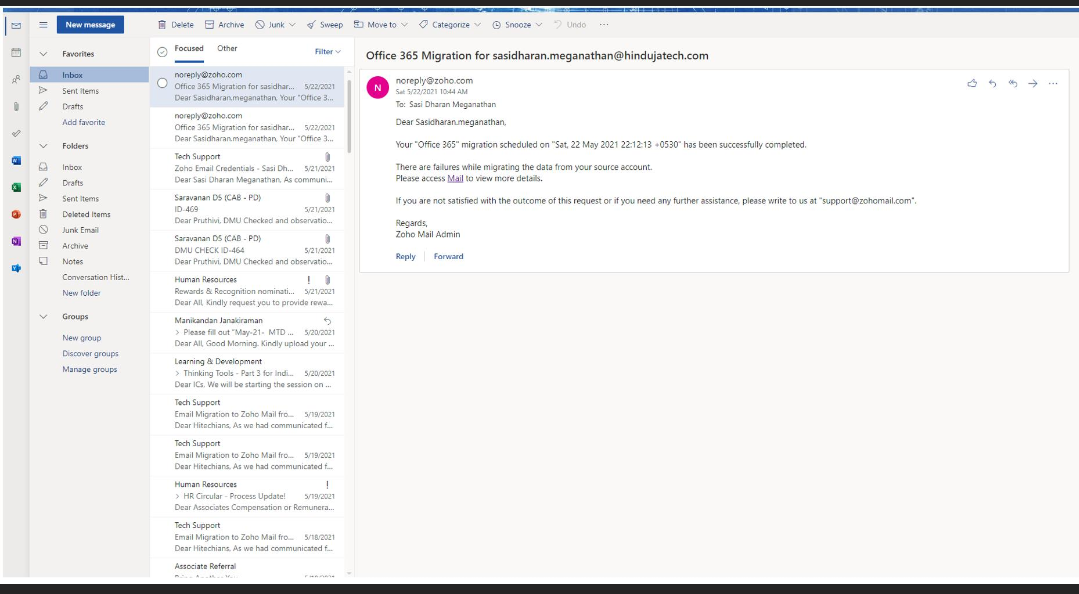 New message
Delete
Archive
Junk
Sweep
Move to
Categorize
Snooze
Undo
Favorites
Inbox
Sent Items
Drafts
Add favorite
Folders
Inbox
Drafts
Sent Items
Deleted Items
Junk Email
Archive
Notes
Conversation Hist...
New folder
Groups
New group
Discover groups
Manage groups
Focused
Other
Filter
noreply@zoho.com
Office 365 Migration for sasidhar... 5/22/2021
Dear Sasidharan.meganathan, Your "Office 3...
noreply@zoho.com
Office 365 Migration for sasidhar... 5/22/2021
Dear Sasidharan.meganathan, Your "Office 3...
Tech Support
Zoho Email Credentials - Sasi Dh... 5/21/2021
Dear Sasi Dharan Meganathan, As communi...
Saravanan DS (CAB - PD)
ID-469 5/21/2021
Dear Pruthivi, DMU Checked and observatio...
Saravanan DS (CAB - PD)
DMU CHECK ID-464 5/21/2021
Dear Pruthivi, DMU Checked and observatio...
Human Resources !
Rewards & Recognition nominati... 5/21/2021
Dear All, Kindly request you to provide rewa...
Manikandan Janakiraman
> Please fill out "May-21- MTD ... 5/20/2021
Dear All, Good Morning. Kindly upload your ...
Learning & Development
> Thinking Tools - Part 3 for Indi... 5/20/2021
Dear ICs. We will be starting the session on ...
Tech Support
Email Migration to Zoho Mail fro... 5/19/2021
Dear Hitechians, As we had communicated f...
Tech Support
Email Migration to Zoho Mail fro... 5/19/2021
Dear Hitechians, As we had communicated f...
Human Resources !
> HR Circular - Process Update! 5/19/2021
Dear Associates Compensation or Remunera...
Tech Support
Email Migration to Zoho Mail fro... 5/18/2021
Dear Hitechians, As we had communicated f...
Associate Referral
Office 365 Migration for sasidharan.meganathan@hindujatech.com
N
noreply@zoho.com
Sat 5/22/2021 10:44 AM
To: Sasi Dharan Meganathan
Dear Sasidharan.meganathan,
Your "Office 365" migration scheduled on "Sat, 22 May 2021 22:12:13 +0530" has been successfully completed.
There are failures while migrating the data from your source account.
Please access Mail to view more details.
If you are not satisfied with the outcome of this request or if you need any further assistance, please write to us at "support@zohomail.com".
Regards,
Zoho Mail Admin
Reply
Forward